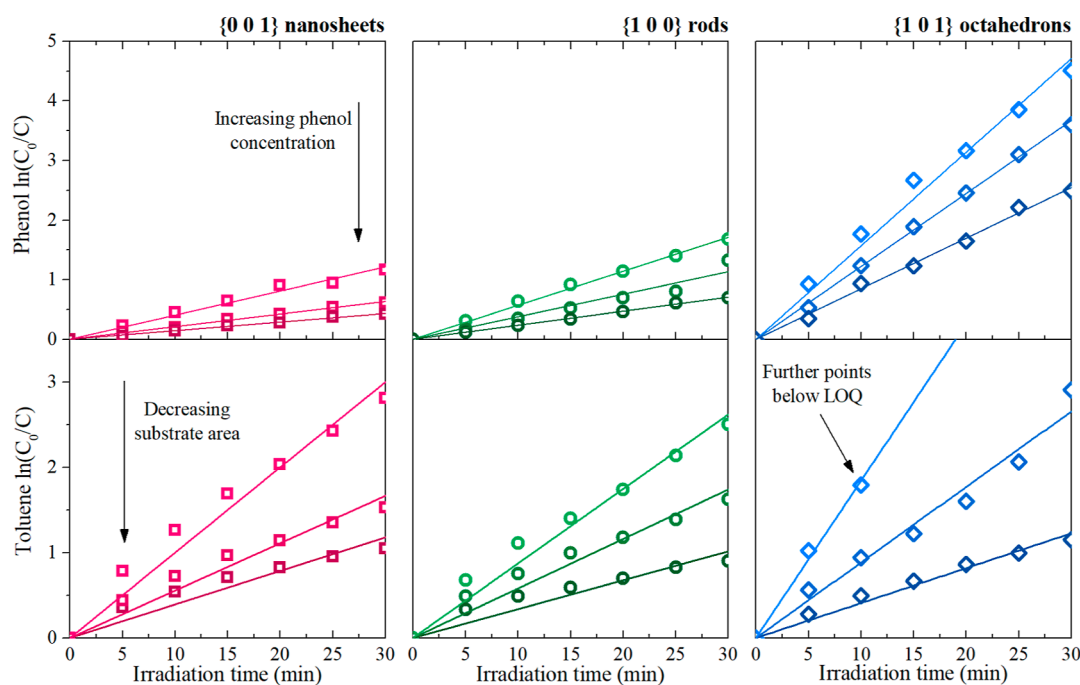 {0 0 1} nanosheets
{1 0 0} rods
{1 0 1} octahedrons
Phenol ln(C₀/C)
5
4
3
2
1
0
Increasing phenol
concentration
Toluene ln(C₀/C)
3
2
1
0
Decreasing
substrate area
Further points
below LOQ
0 5 10 15 20 25 30
0 5 10 15 20 25 30
0 5 10 15 20 25 30
Irradiation time (min)
Irradiation time (min)
Irradiation time (min)